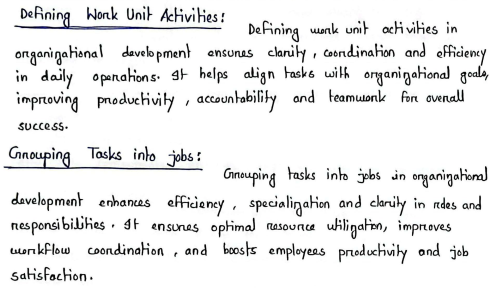 Defining Work Unit Activities:
Defining work unit activities in
organizational development ensures clarity, coordination and efficiency
in daily operations. It helps align tasks with organizational goals,
improving productivity, accountability and teamwork for overall
success.
Grouping Tasks into jobs:
Grouping tasks into jobs in organizational
development enhances efficiency, specialization and clarity in roles and
responsibilities. It ensures optimal resource utilization, improves
workflow coordination, and boosts employees productivity and job
satisfaction.